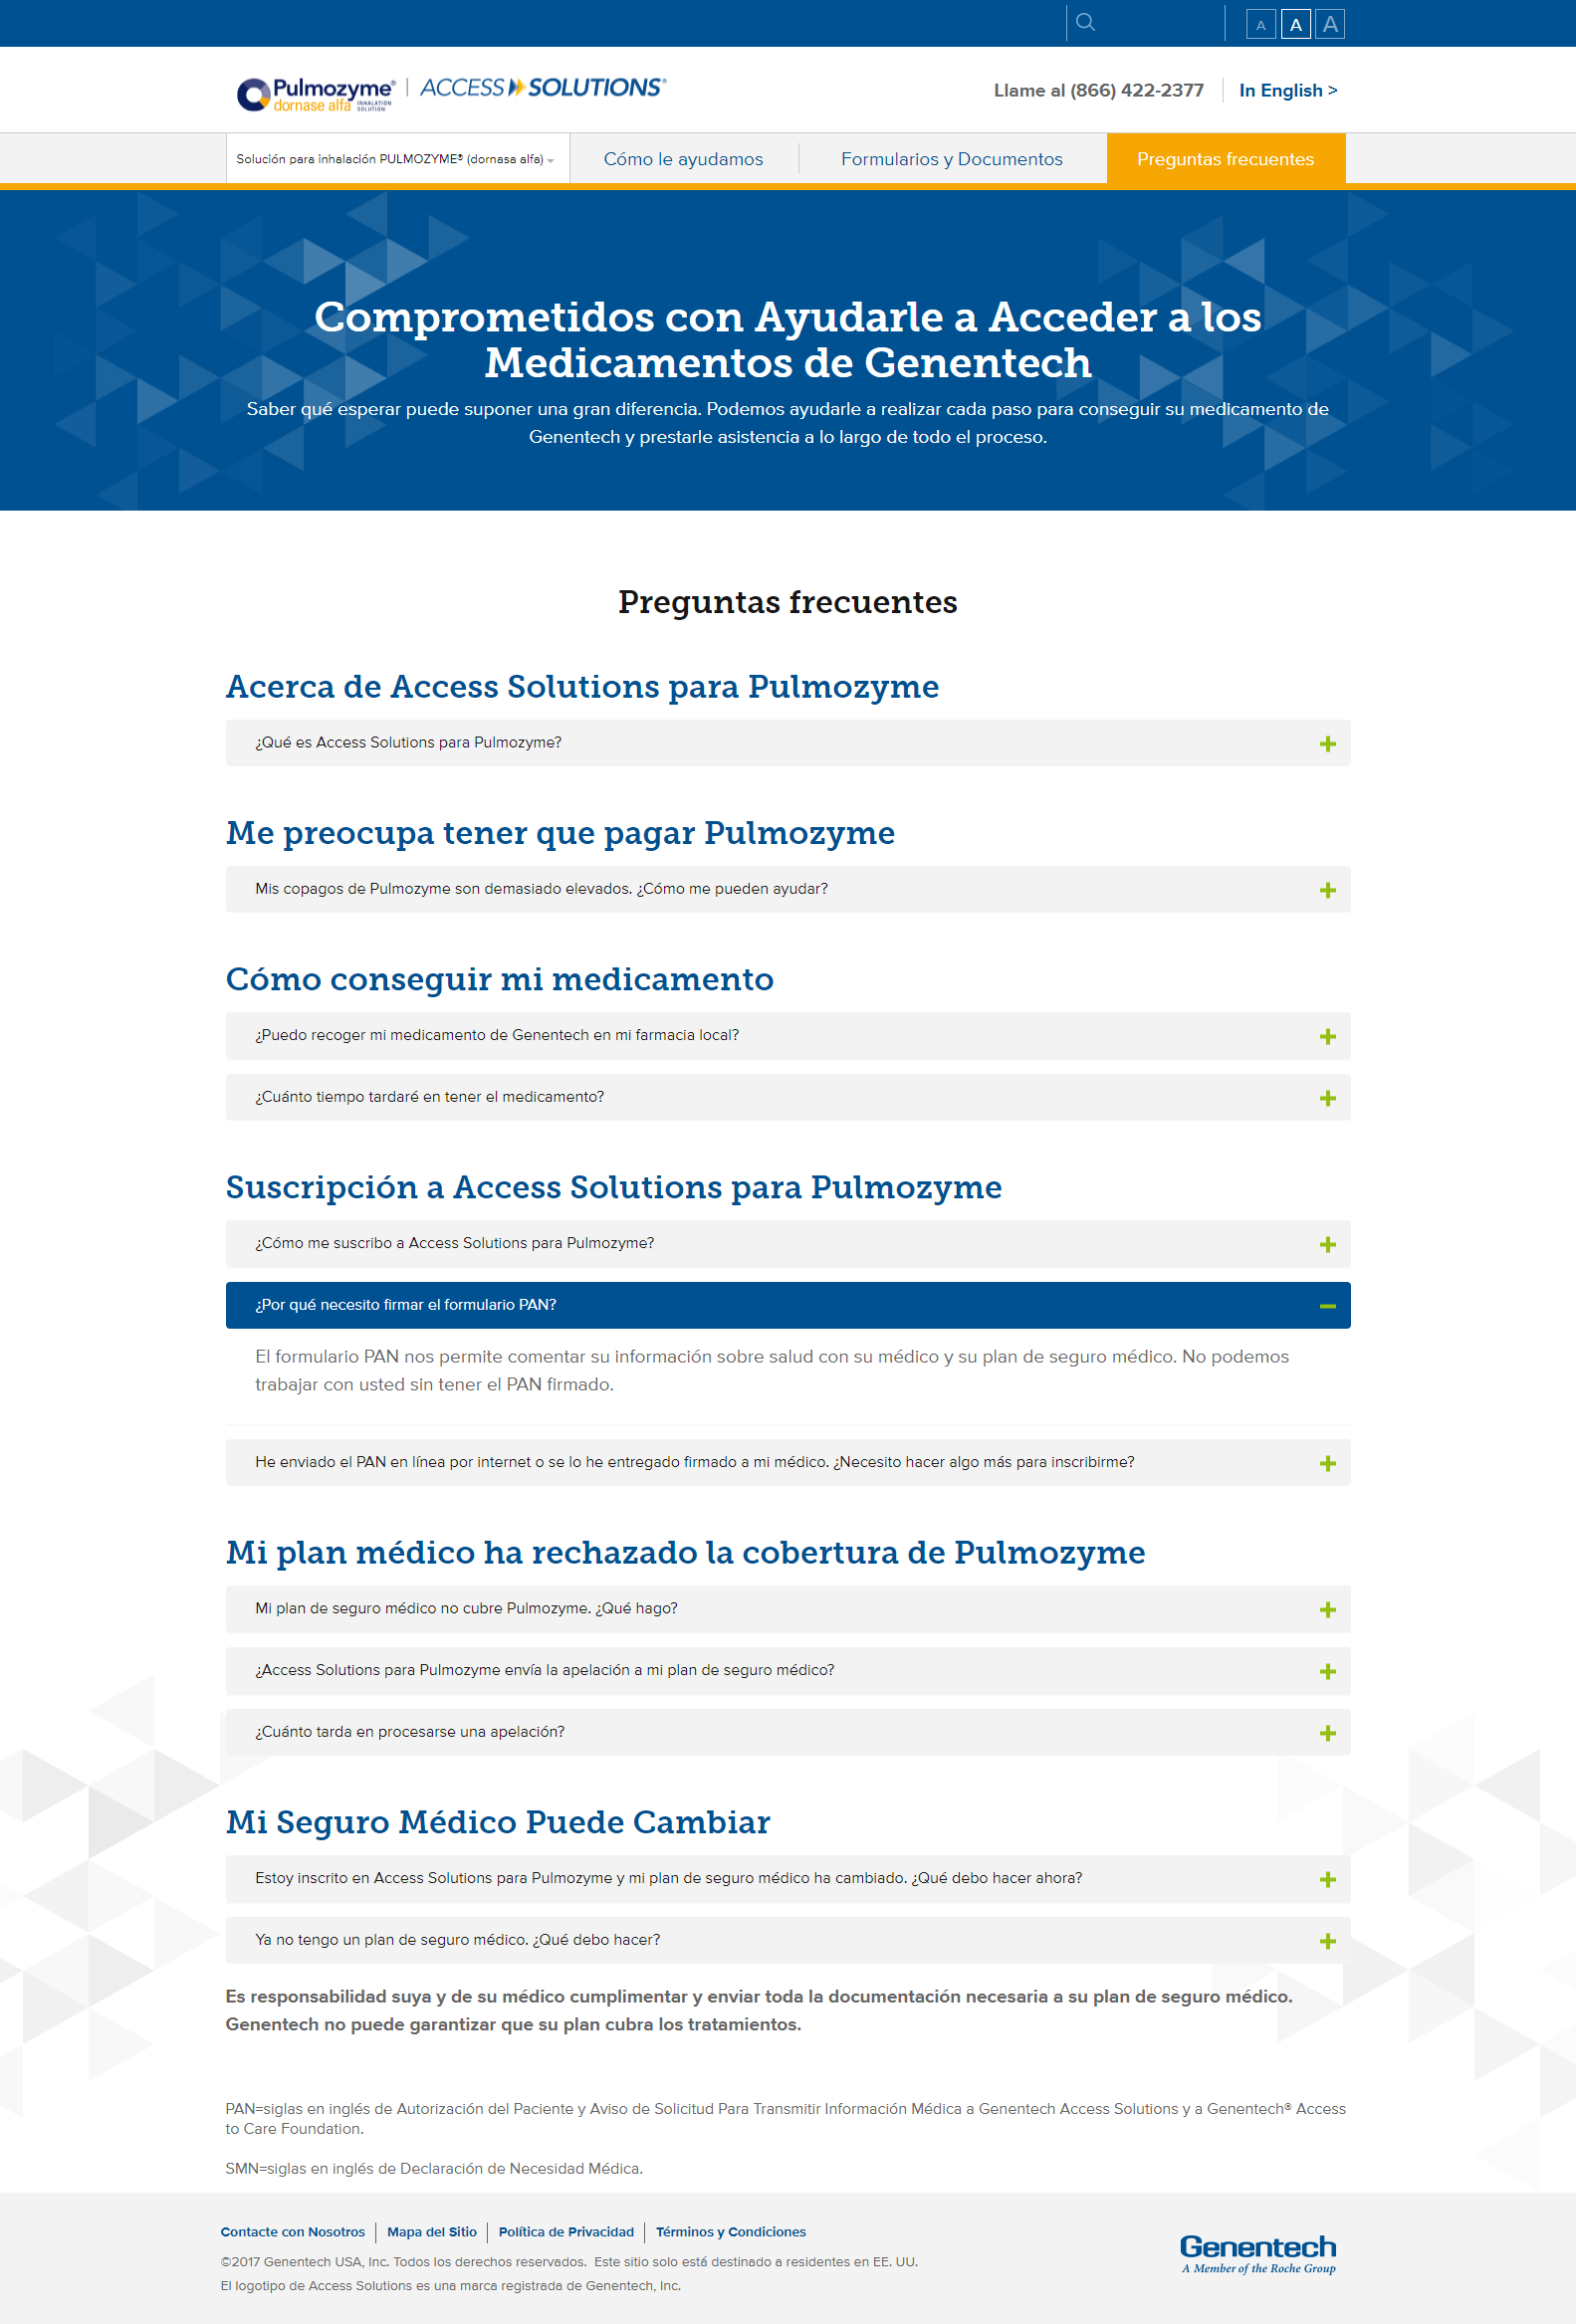 A A A
Pulmozyme®
dornase alfa INHALATION SOLUTION
ACCESS SOLUTIONS®
Llame al (866) 422-2377
In English >
Solución para inhalación PULMOZYME® (dornasa alfa)
Cómo le ayudamos
Formularios y Documentos
Preguntas frecuentes
Comprometidos con Ayudarle a Acceder a los
Medicamentos de Genentech
Saber qué esperar puede suponer una gran diferencia. Podemos ayudarle a realizar cada paso para conseguir su medicamento de
Genentech y prestarle asistencia a lo largo de todo el proceso.
Preguntas frecuentes
Acerca de Access Solutions para Pulmozyme
¿Qué es Access Solutions para Pulmozyme?
Me preocupa tener que pagar Pulmozyme
Mis copagos de Pulmozyme son demasiado elevados. ¿Cómo me pueden ayudar?
Cómo conseguir mi medicamento
¿Puedo recoger mi medicamento de Genentech en mi farmacia local?
¿Cuánto tiempo tardaré en tener el medicamento?
Suscripción a Access Solutions para Pulmozyme
¿Cómo me suscribo a Access Solutions para Pulmozyme?
¿Por qué necesito firmar el formulario PAN?
El formulario PAN nos permite comentar su información sobre salud con su médico y su plan de seguro médico. No podemos
trabajar con usted sin tener el PAN firmado.
He enviado el PAN en línea por internet o se lo he entregado firmado a mi médico. ¿Necesito hacer algo más para inscribirme?
Mi plan médico ha rechazado la cobertura de Pulmozyme
Mi plan de seguro médico no cubre Pulmozyme. ¿Qué hago?
¿Access Solutions para Pulmozyme envía la apelación a mi plan de seguro médico?
¿Cuánto tarda en procesarse una apelación?
Mi Seguro Médico Puede Cambiar
Estoy inscrito en Access Solutions para Pulmozyme y mi plan de seguro médico ha cambiado. ¿Qué debo hacer ahora?
Ya no tengo un plan de seguro médico. ¿Qué debo hacer?
Es responsabilidad suya y de su médico cumplimentar y enviar toda la documentación necesaria a su plan de seguro médico.
Genentech no puede garantizar que su plan cubra los tratamientos.
PAN=siglas en inglés de Autorización del Paciente y Aviso de Solicitud Para Transmitir Información Médica a Genentech Access Solutions y a Genentech® Access
to Care Foundation.
SMN=siglas en inglés de Declaración de Necesidad Médica.
Contacte con Nosotros
Mapa del Sitio
Política de Privacidad
Términos y Condiciones
©2017 Genentech USA, Inc. Todos los derechos reservados. Este sitio solo está destinado a residentes en EE. UU.
El logotipo de Access Solutions es una marca registrada de Genentech, Inc.
Genentech
A Member of the Roche Group